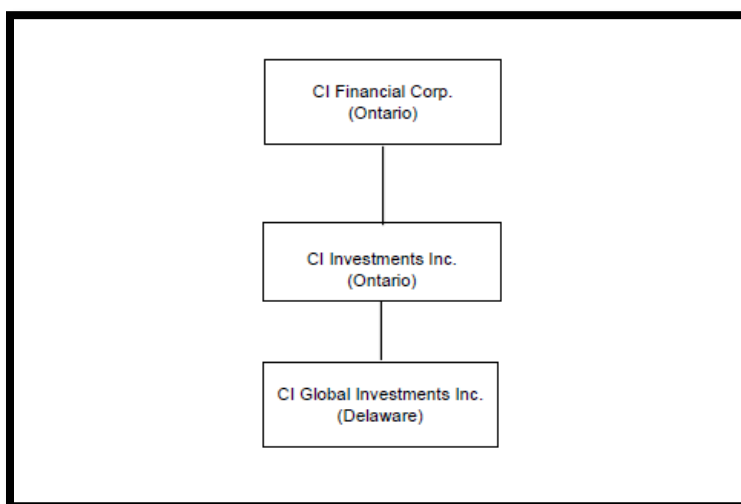 CI Financial Corp.
(Ontario)
CI Investments Inc.
(Ontario)
CI Global Investments Inc.
(Delaware)